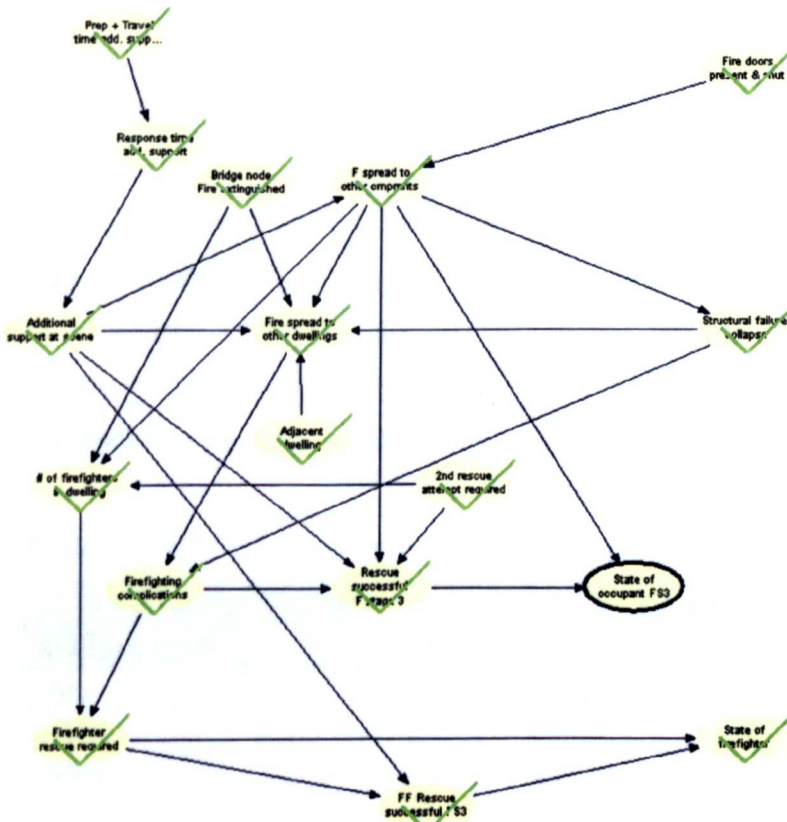 Prep + Travel
time add. supp...
Fire doors
present & shut
Response time
add. support
Bridge node
Fire extinguished
F spread to
other cmpmnts
Additional
support at scene
Fire spread to
other dwellings
Structural failure
collapse
Adjacent
dwelling
# of firefighters
in dwelling
2nd rescue
attempt required
Firefighting
complications
Rescue
successful
F stage 3
State of
occupant FS3
Firefighter
rescue required
State of
firefighter
FF Rescue
successful FS3